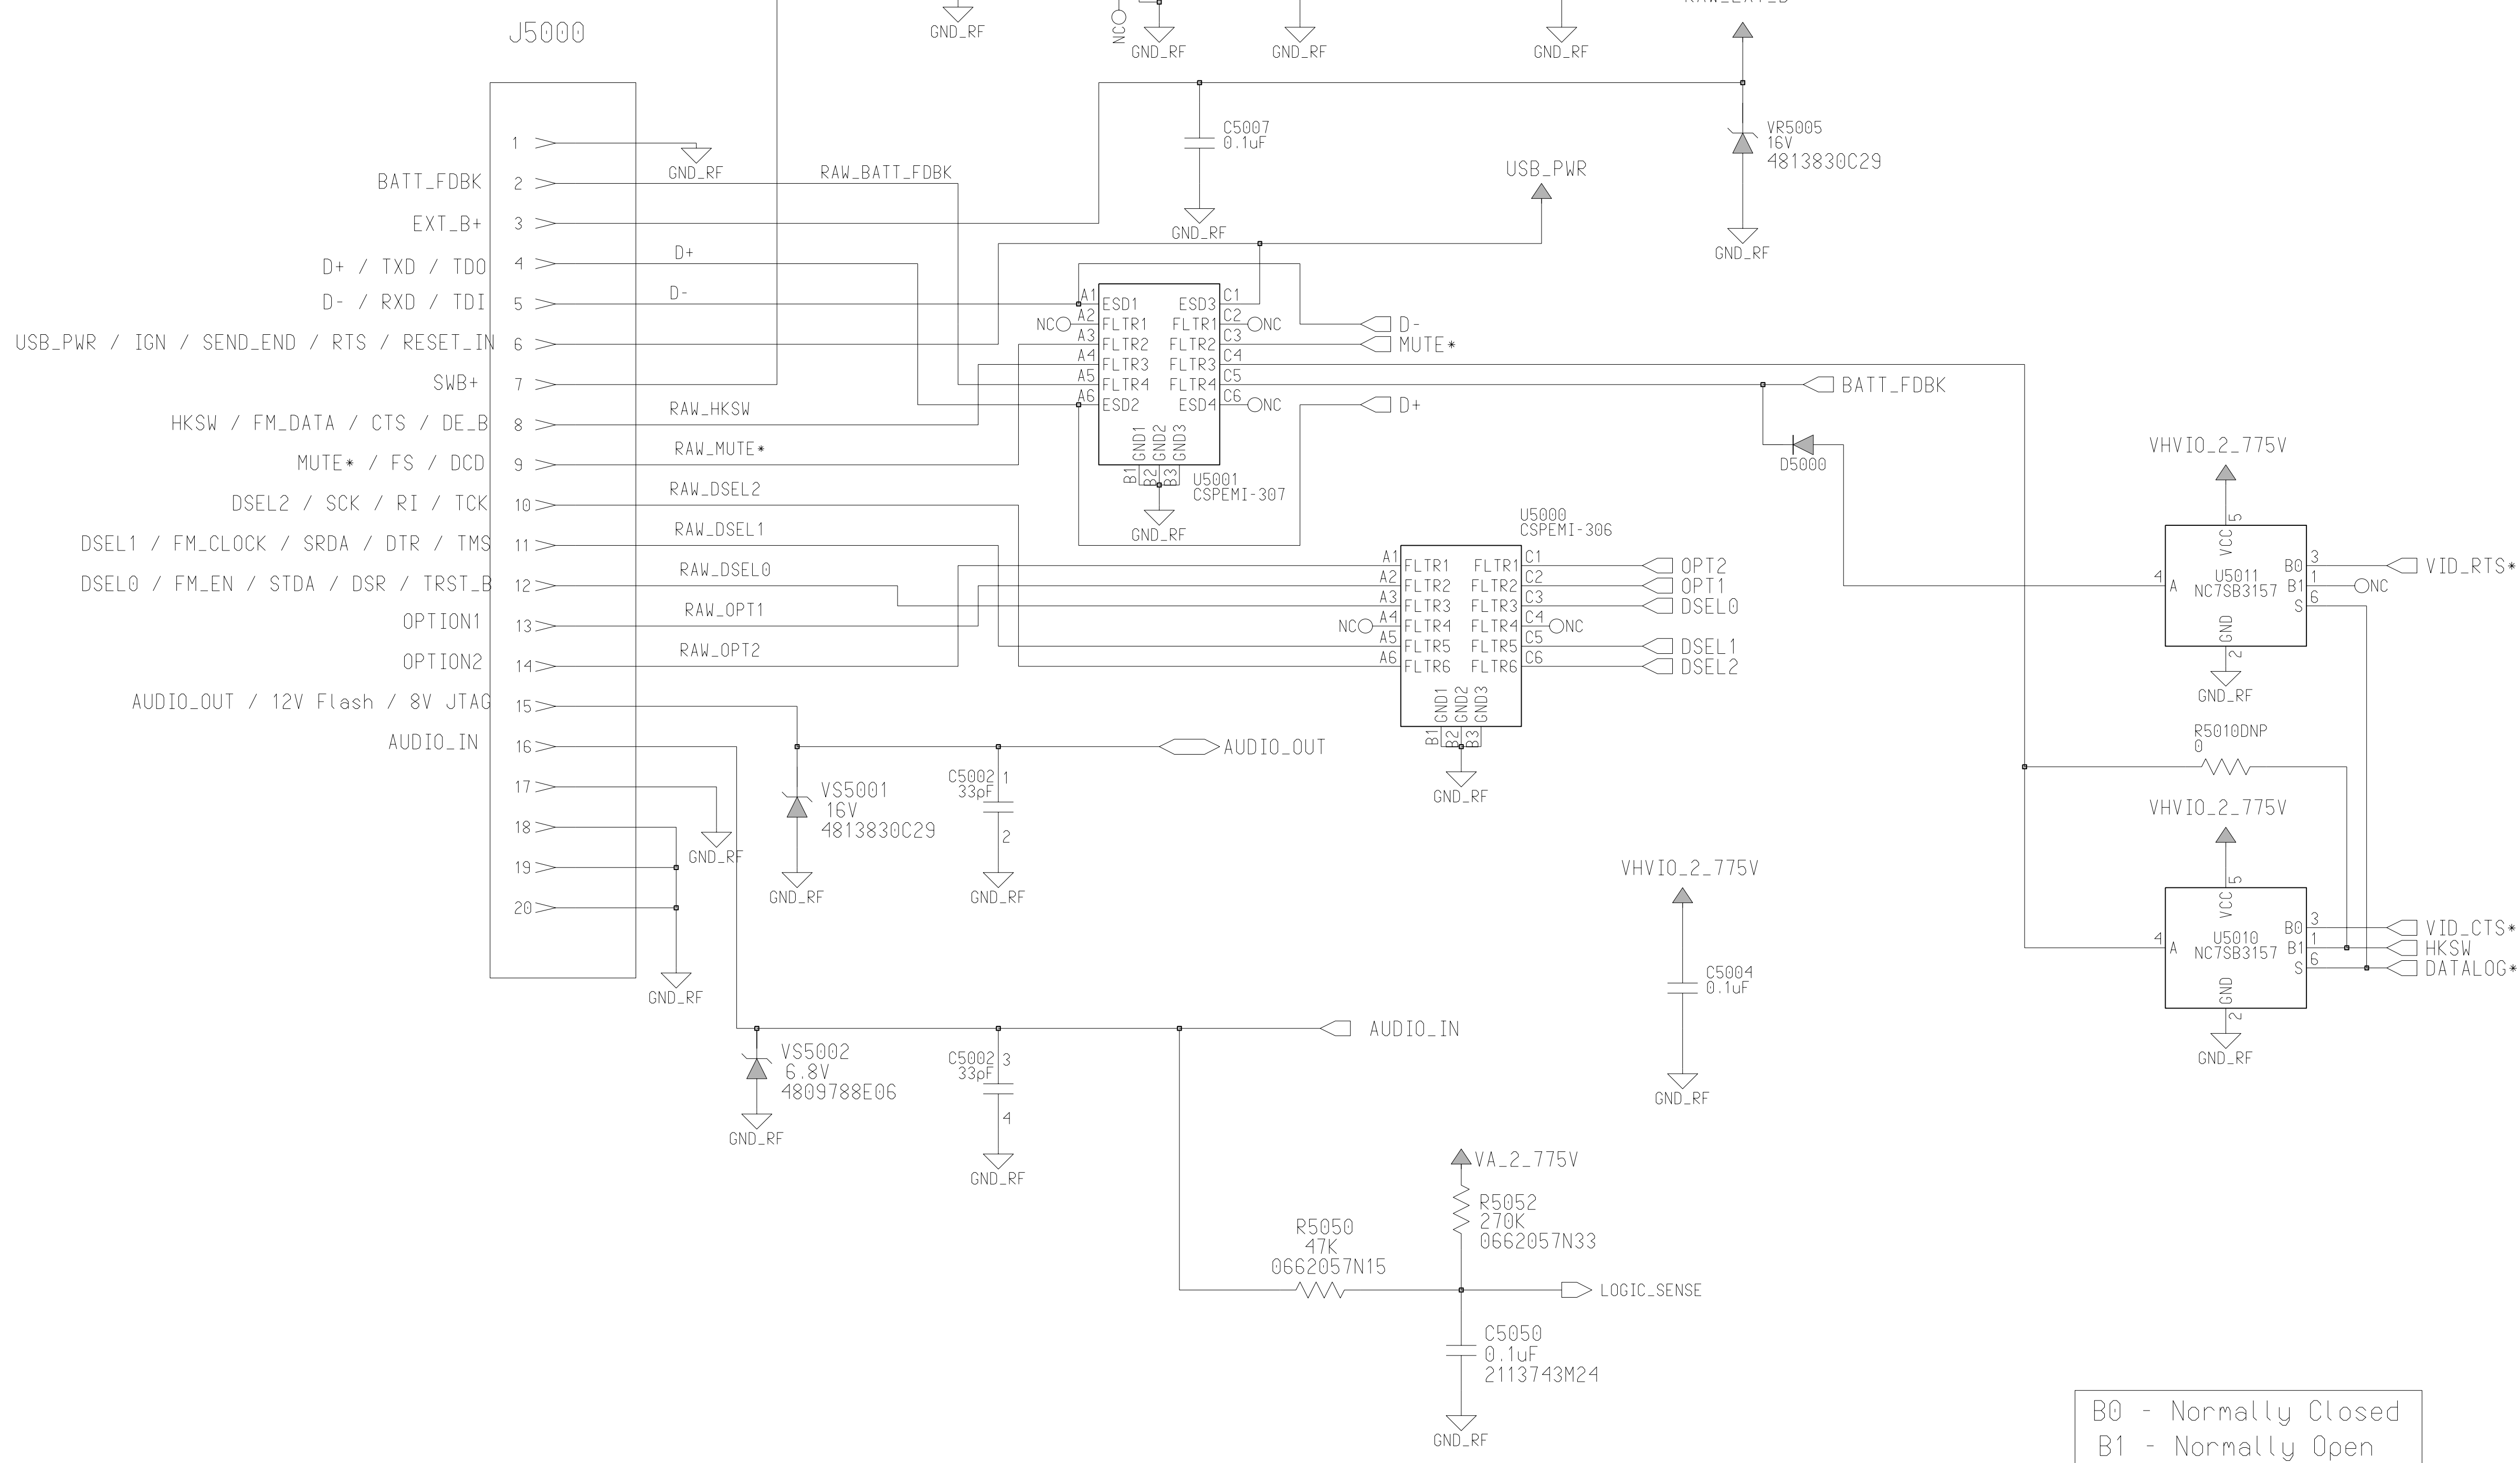 J5000
GND_RF
NC
GND_RF
GND_RF
GND_RF
1
GND_RF
BATT_FDBK
2
RAW_BATT_FDBK
EXT_B+
3
D+ / TXD / TDO
4
D+
D- / RXD / TDI
5
D-
USB_PWR / IGN / SEND_END / RTS / RESET_IN
6
SWB+
7
HKSW / FM_DATA / CTS / DE_B
8
RAW_HKSW
MUTE* / FS / DCD
9
RAW_MUTE*
DSEL2 / SCK / RI / TCK
10
RAW_DSEL2
DSEL1 / FM_CLOCK / SRDA / DTR / TMS
11
RAW_DSEL1
DSEL0 / FM_EN / STDA / DSR / TRST_B
12
RAW_DSEL0
OPTION1
13
RAW_OPT1
OPTION2
14
RAW_OPT2
AUDIO_OUT / 12V Flash / 8V JTAG
15
AUDIO_IN
16
17
18
19
20
GND_RF
GND_RF
C5007
0.1uF
GND_RF
VR5005
16V
4813830C29
GND_RF
USB_PWR
A1 ESD1 ESD3 C1
NC A2 FLTR1 FLTR1 C2 NC
A3 FLTR2 FLTR2 C3
A4 FLTR3 FLTR3 C4
A5 FLTR4 FLTR4 C5
A6 ESD2 ESD4 C6 NC
GND1 GND2 GND3
B1 B2 B3
U5001
CSPEMI-307
GND_RF
D-
MUTE*
BATT_FDBK
D+
D5000
U5000
CSPEMI-306
A1 FLTR1 FLTR1 C1 OPT2
A2 FLTR2 FLTR2 C2 OPT1
A3 FLTR3 FLTR3 C3 DSEL0
NC A4 FLTR4 FLTR4 C4 NC
A5 FLTR5 FLTR5 C5 DSEL1
A6 FLTR6 FLTR6 C6 DSEL2
GND1 GND2 GND3
B1 B2 B3
GND_RF
VHVIO_2_775V
5
VCC
4 A
U5011
NC7SB3157
B0 3 VID_RTS*
B1 1 NC
S 6
GND
2
GND_RF
R5010DNP
0
VHVIO_2_775V
5
VCC
4 A
U5010
NC7SB3157
B0 3 VID_CTS*
B1 1 HKSW
S 6 DATALOG*
GND
2
GND_RF
AUDIO_OUT
VS5001
16V
4813830C29
GND_RF
C5002 1
33pF
2
GND_RF
VHVIO_2_775V
C5004
0.1uF
GND_RF
AUDIO_IN
VS5002
6.8V
4809788E06
GND_RF
C5002 3
33pF
4
GND_RF
VA_2_775V
R5052
270K
0662057N33
R5050
47K
0662057N15
LOGIC_SENSE
C5050
0.1uF
2113743M24
GND_RF
B0 - Normally Closed
B1 - Normally Open